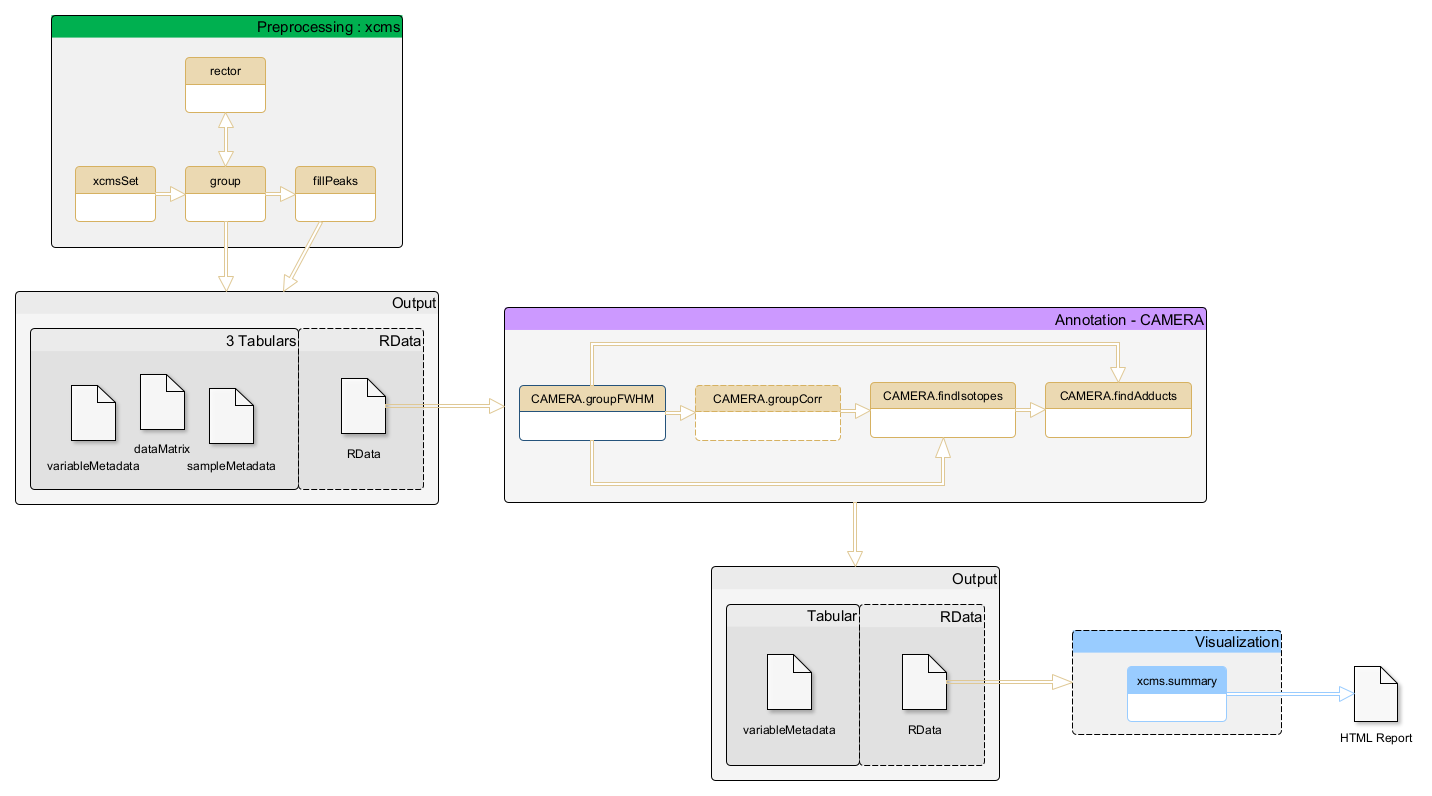 Preprocessing : xcms
rector
xcmsSet
group
fillPeaks
Output
3 Tabulars
RData
variableMetadata
dataMatrix
sampleMetadata
RData
Annotation - CAMERA
CAMERA.groupFWHM
CAMERA.groupCorr
CAMERA.findIsotopes
CAMERA.findAdducts
Output
Tabular
RData
variableMetadata
RData
Visualization
xcms.summary
HTML Report